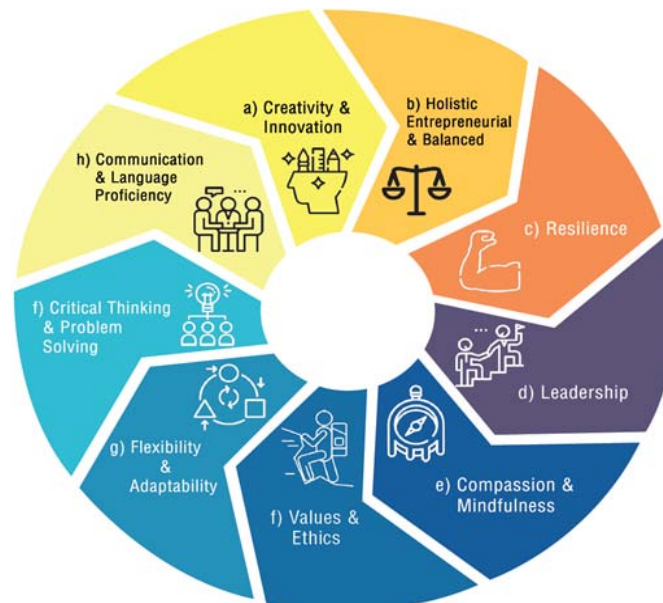 a) Creativity &
Innovation
b) Holistic
Entrepreneurial
& Balanced
c) Resilience
d) Leadership
e) Compassion &
Mindfulness
f) Values &
Ethics
g) Flexibility
&
Adaptability
f) Critical Thinking
& Problem
Solving
h) Communication
& Language
Proficiency